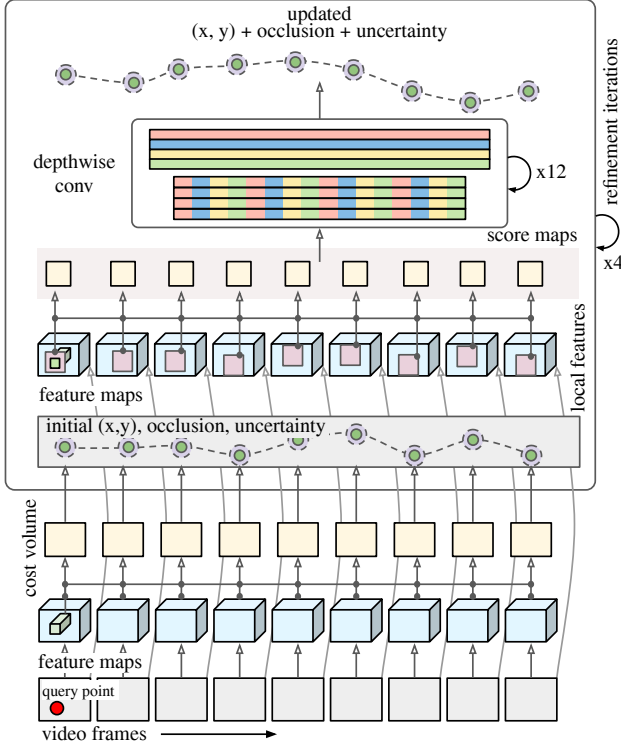 updated
(x, y) + occlusion + uncertainty
depthwise
conv
x12
refinement iterations
x4
score maps
local features
feature maps
initial (x,y), occlusion, uncertainty
cost volume
feature maps
query point
video frames